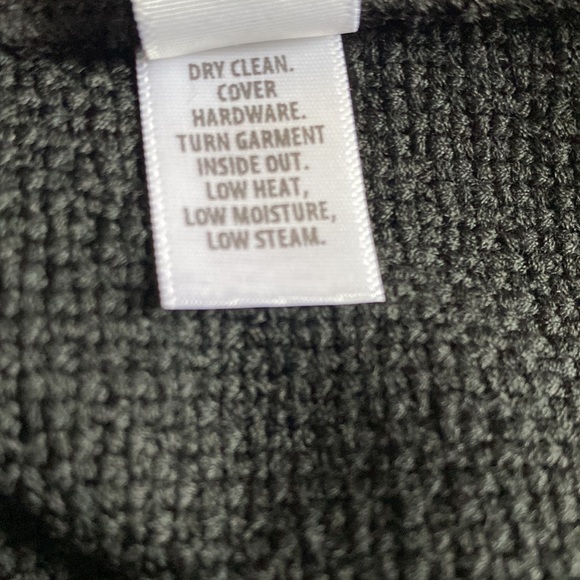 DRY CLEAN.
COVER
HARDWARE.
TURN GARMENT
INSIDE OUT.
LOW HEAT,
LOW MOISTURE,
LOW STEAM.